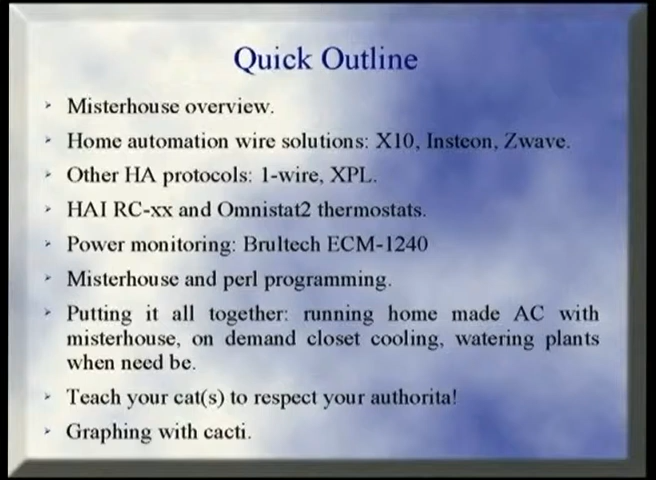 Quick Outline
Misterhouse overview.
Home automation wire solutions: X10, Insteon, Zwave.
Other HA protocols: 1-wire, XPL.
HAI RC-xx and Omnistat2 thermostats.
Power monitoring: Brultech ECM-1240
Misterhouse and perl programming.
Putting it all together: running home made AC with
misterhouse, on demand closet cooling, watering plants
when need be.
Teach your cat(s) to respect your authorita!
Graphing with cacti.